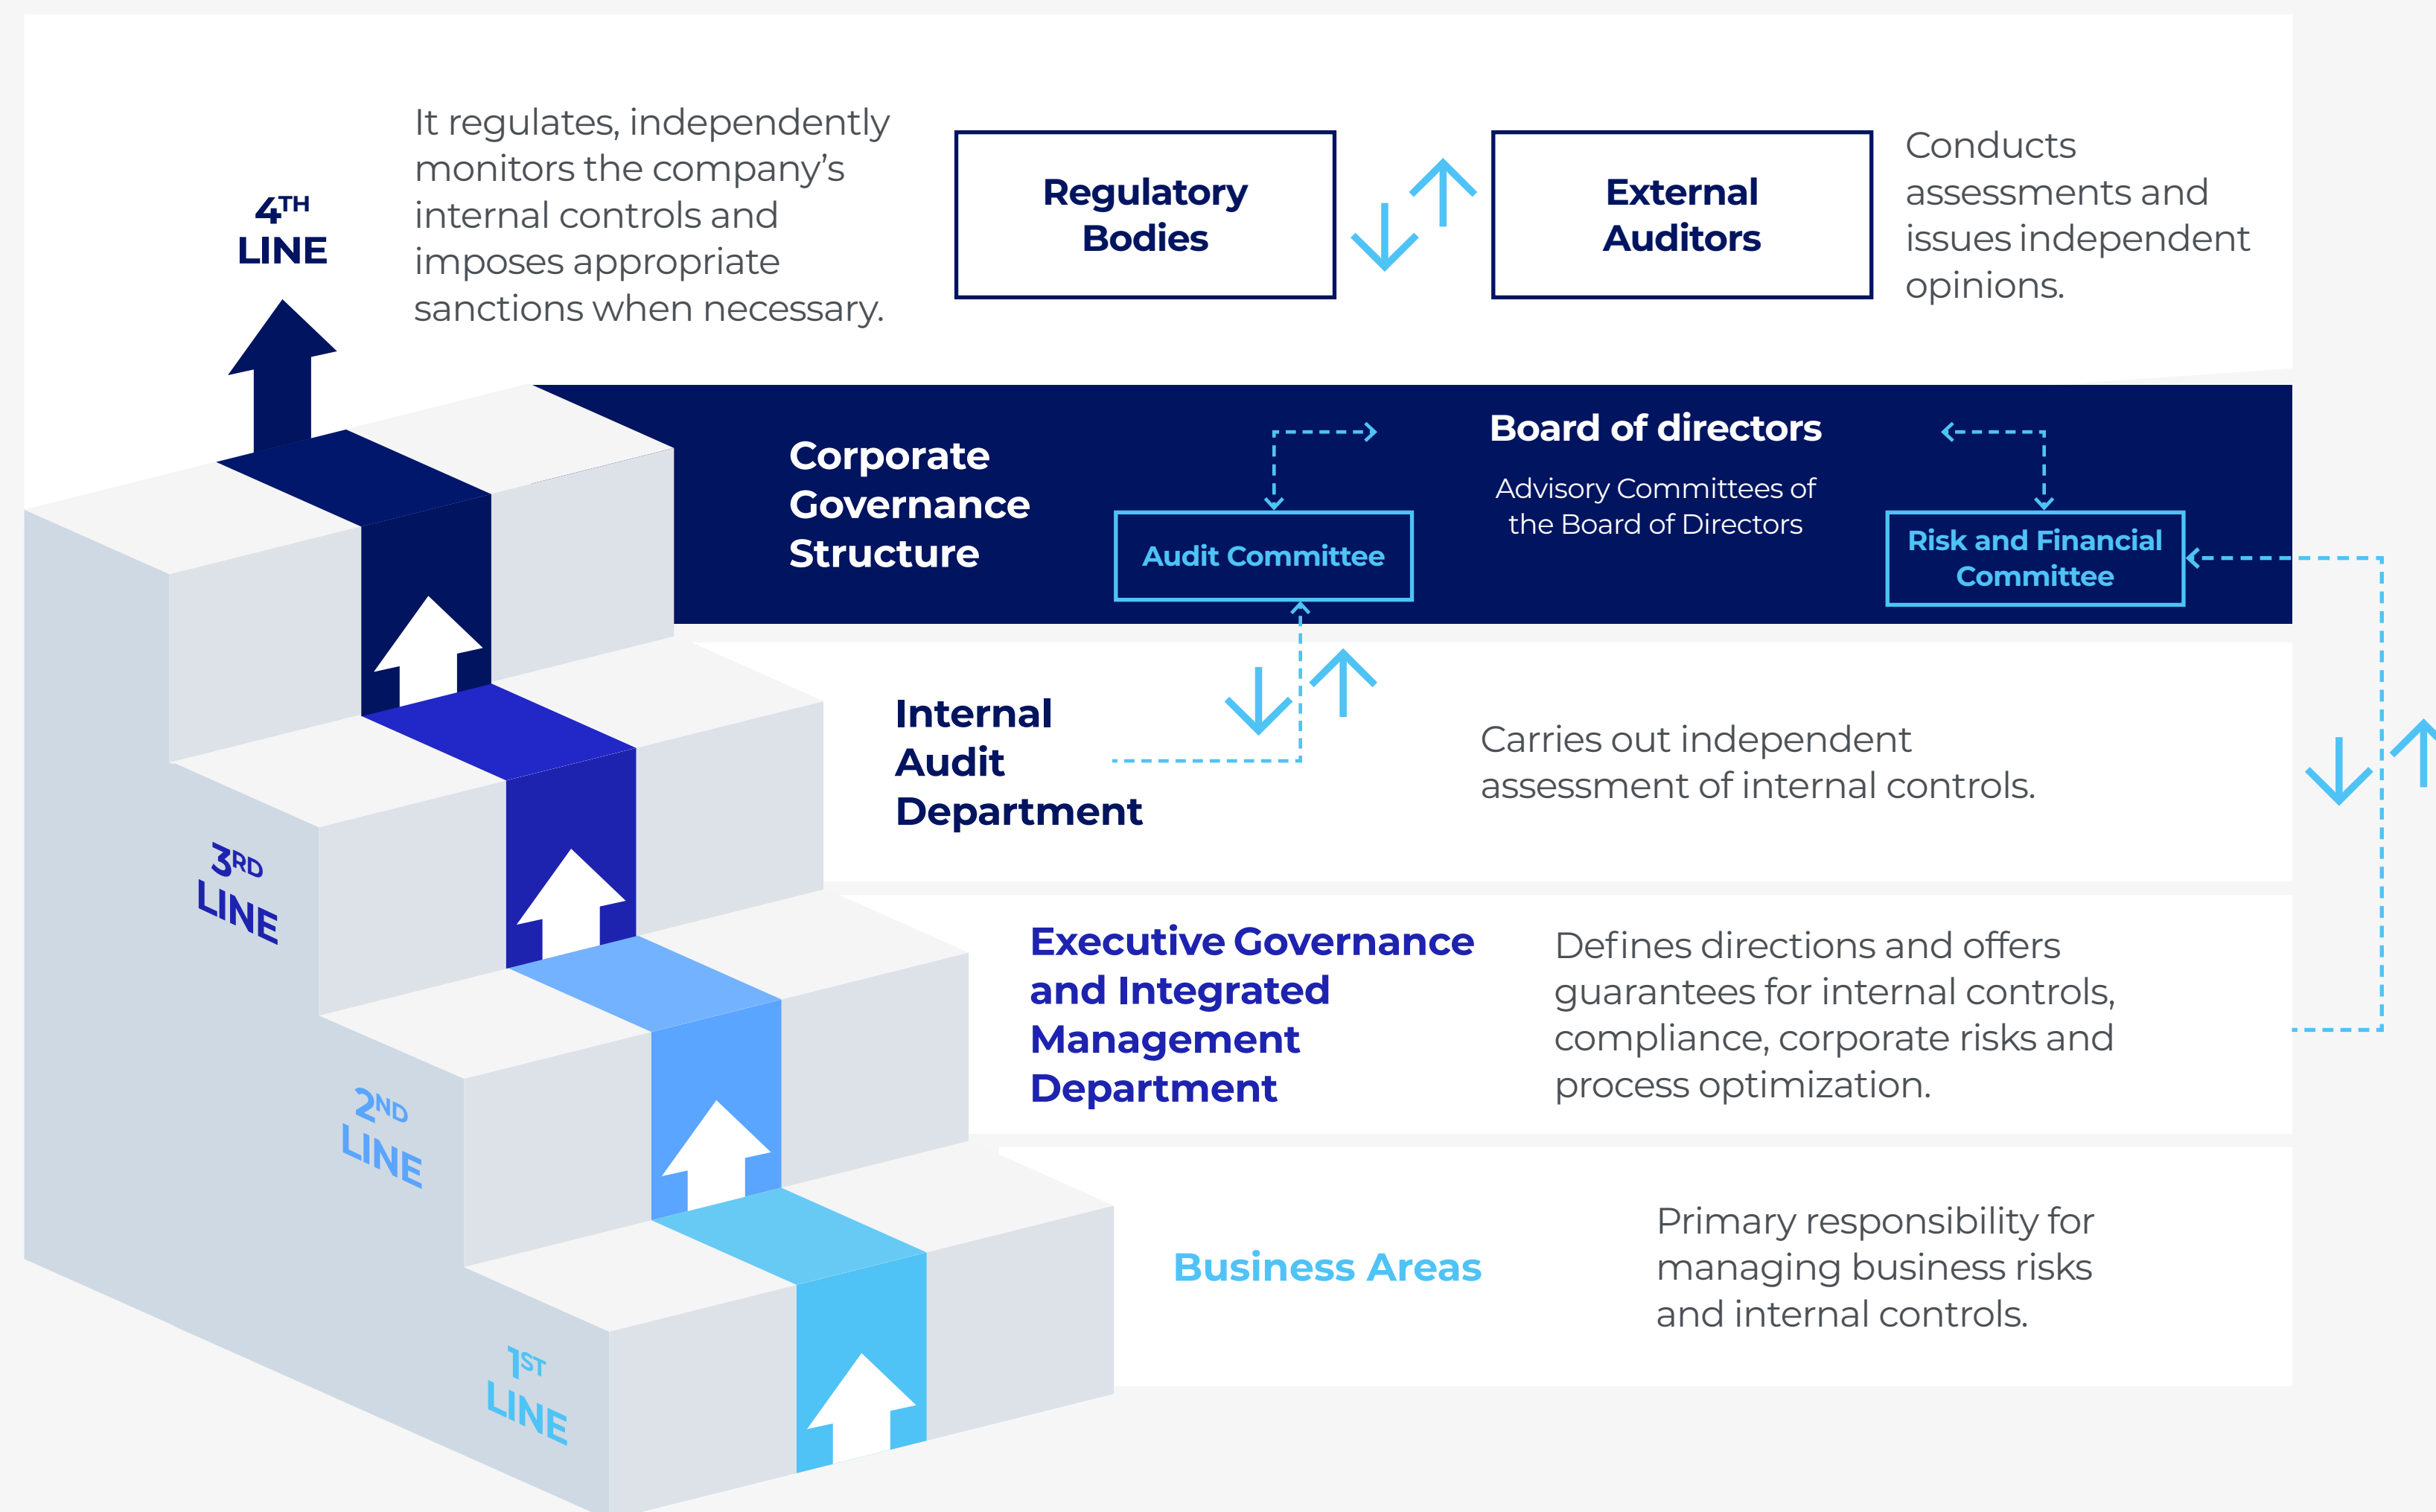 4TH
LINE
It regulates, independently
monitors the company's
internal controls and
imposes appropriate
sanctions when necessary.
Regulatory
Bodies
External
Auditors
Conducts
assessments and
issues independent
opinions.
Corporate
Governance
Structure
Board of directors
Advisory Committees of
the Board of Directors
Audit Committee
Risk and Financial
Committee
3RD
LINE
Internal
Audit
Department
Carries out independent
assessment of internal controls.
2ND
LINE
Executive Governance
and Integrated
Management
Department
Defines directions and offers
guarantees for internal controls,
compliance, corporate risks and
process optimization.
1ST
LINE
Business Areas
Primary responsibility for
managing business risks
and internal controls.